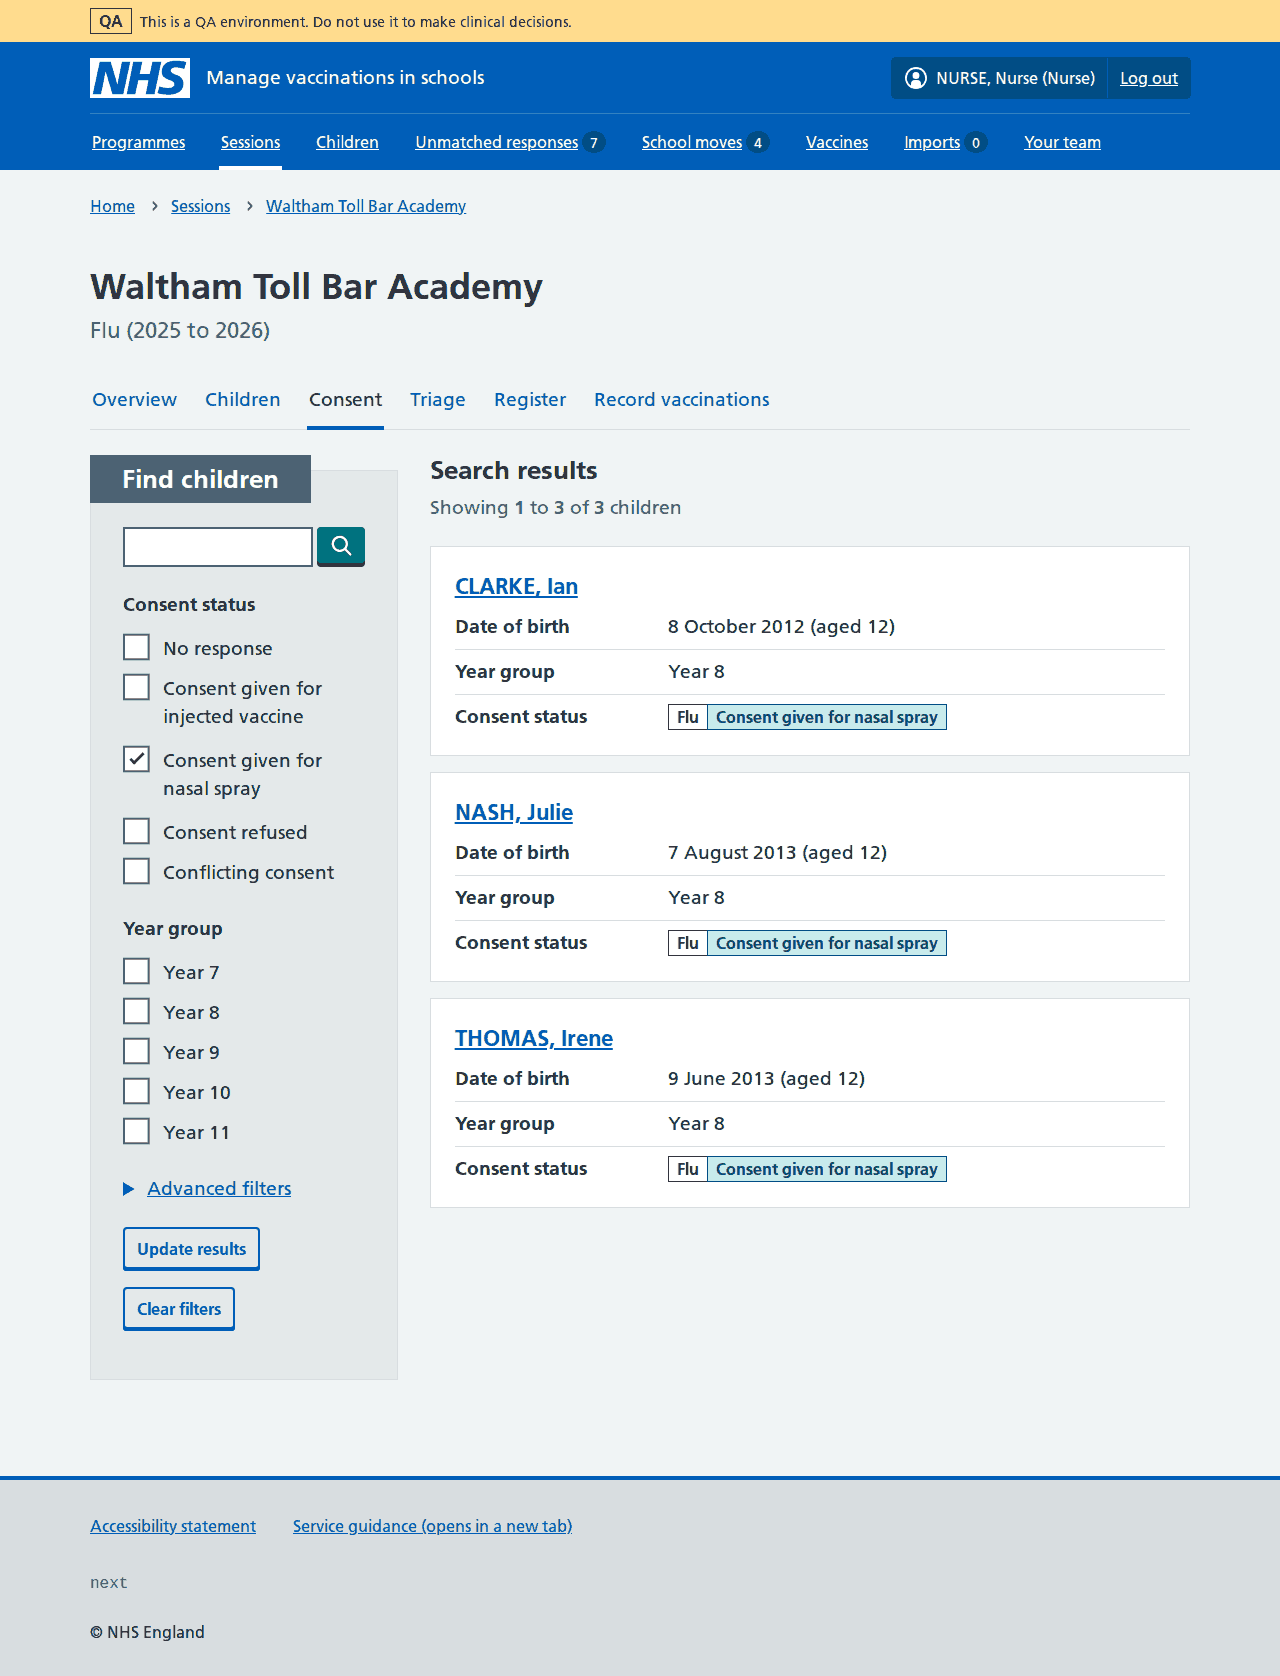 QA This is a QA environment. Do not use it to make clinical decisions.
NHS Manage vaccinations in schools NURSE, Nurse (Nurse) Log out
Programmes Sessions Children Unmatched responses 7 School moves 4 Vaccines Imports 0 Your team
Home Sessions Waltham Toll Bar Academy
Waltham Toll Bar Academy
Flu (2025 to 2026)
Overview Children Consent Triage Register Record vaccinations
Find children
Consent status
No response
Consent given for
injected vaccine
Consent given for
nasal spray
Consent refused
Conflicting consent
Year group
Year 7
Year 8
Year 9
Year 10
Year 11
Advanced filters
Update results
Clear filters
Search results
Showing 1 to 3 of 3 children
CLARKE, Ian
Date of birth 8 October 2012 (aged 12)
Year group Year 8
Consent status Flu Consent given for nasal spray
NASH, Julie
Date of birth 7 August 2013 (aged 12)
Year group Year 8
Consent status Flu Consent given for nasal spray
THOMAS, Irene
Date of birth 9 June 2013 (aged 12)
Year group Year 8
Consent status Flu Consent given for nasal spray
Accessibility statement Service guidance (opens in a new tab)
next
© NHS England